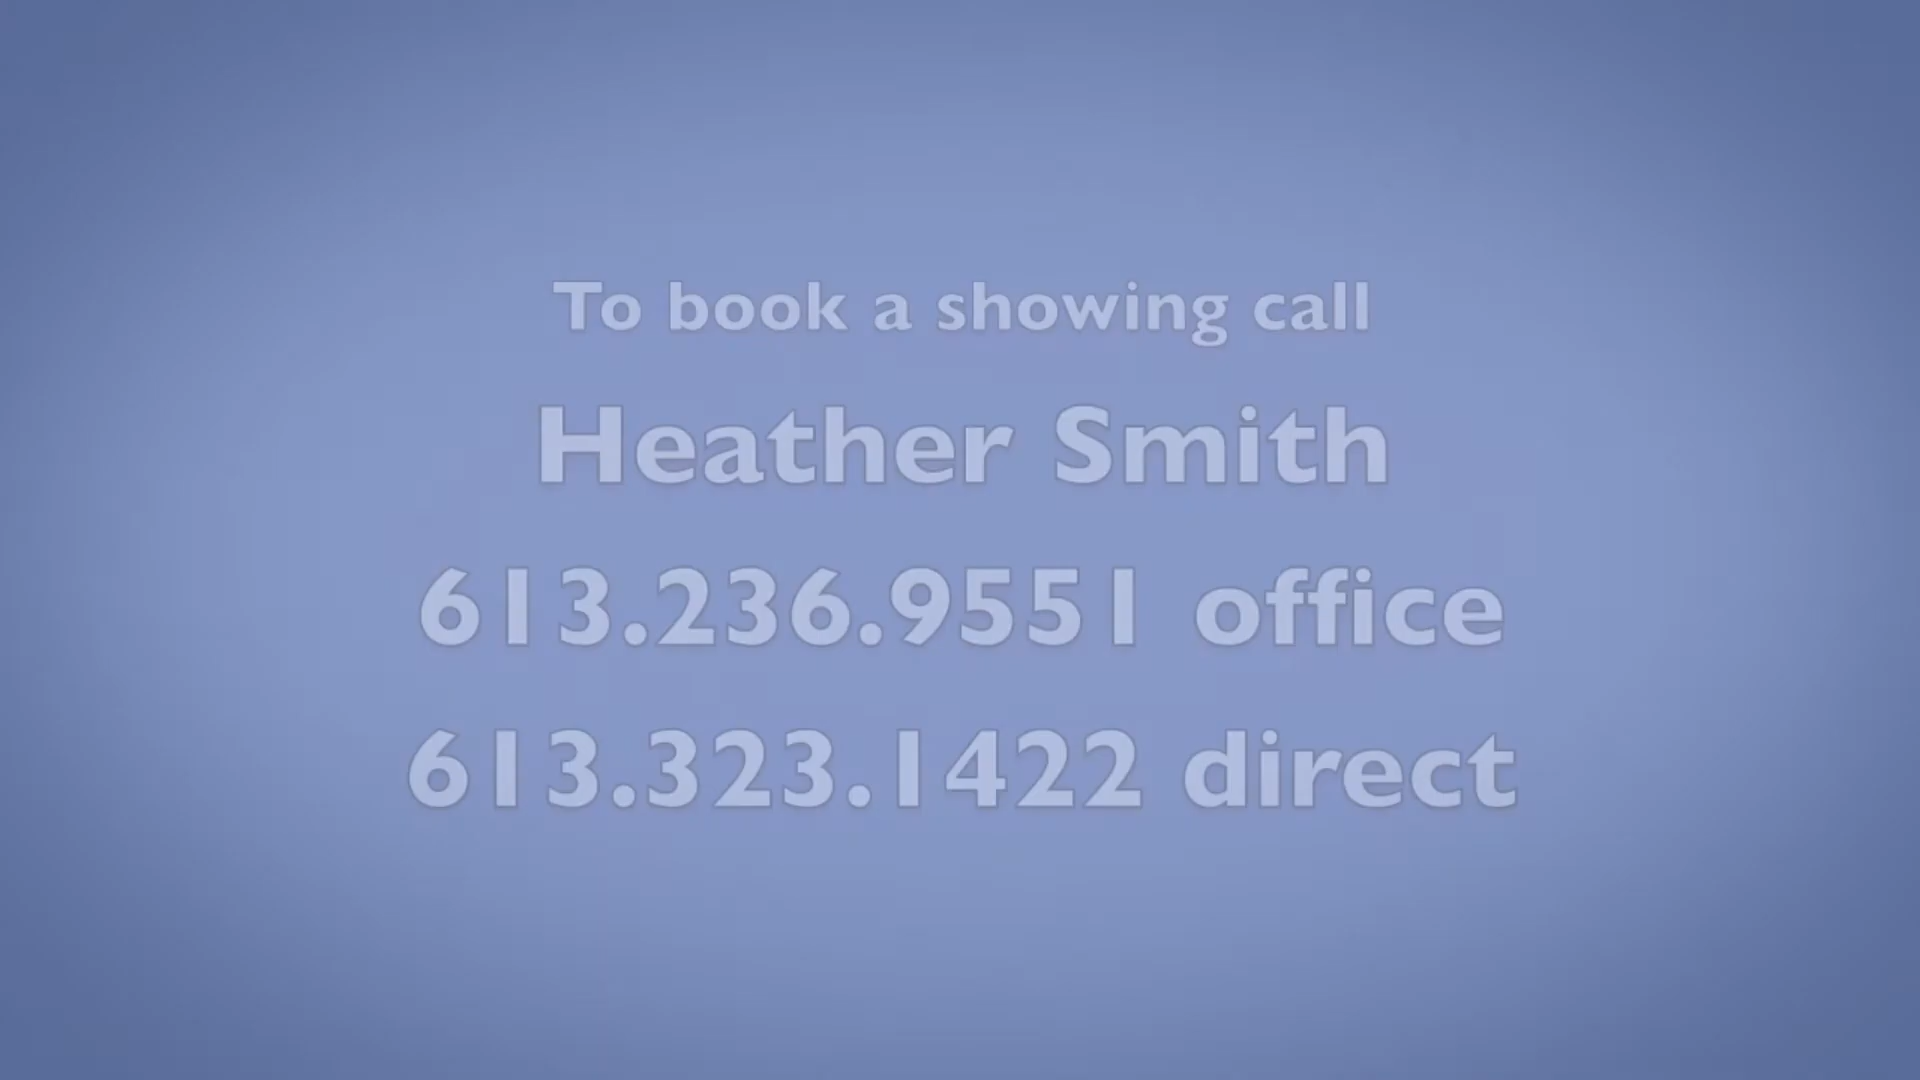 To book a showing call
Heather Smith
613.236.9551 office
613.323.1422 direct